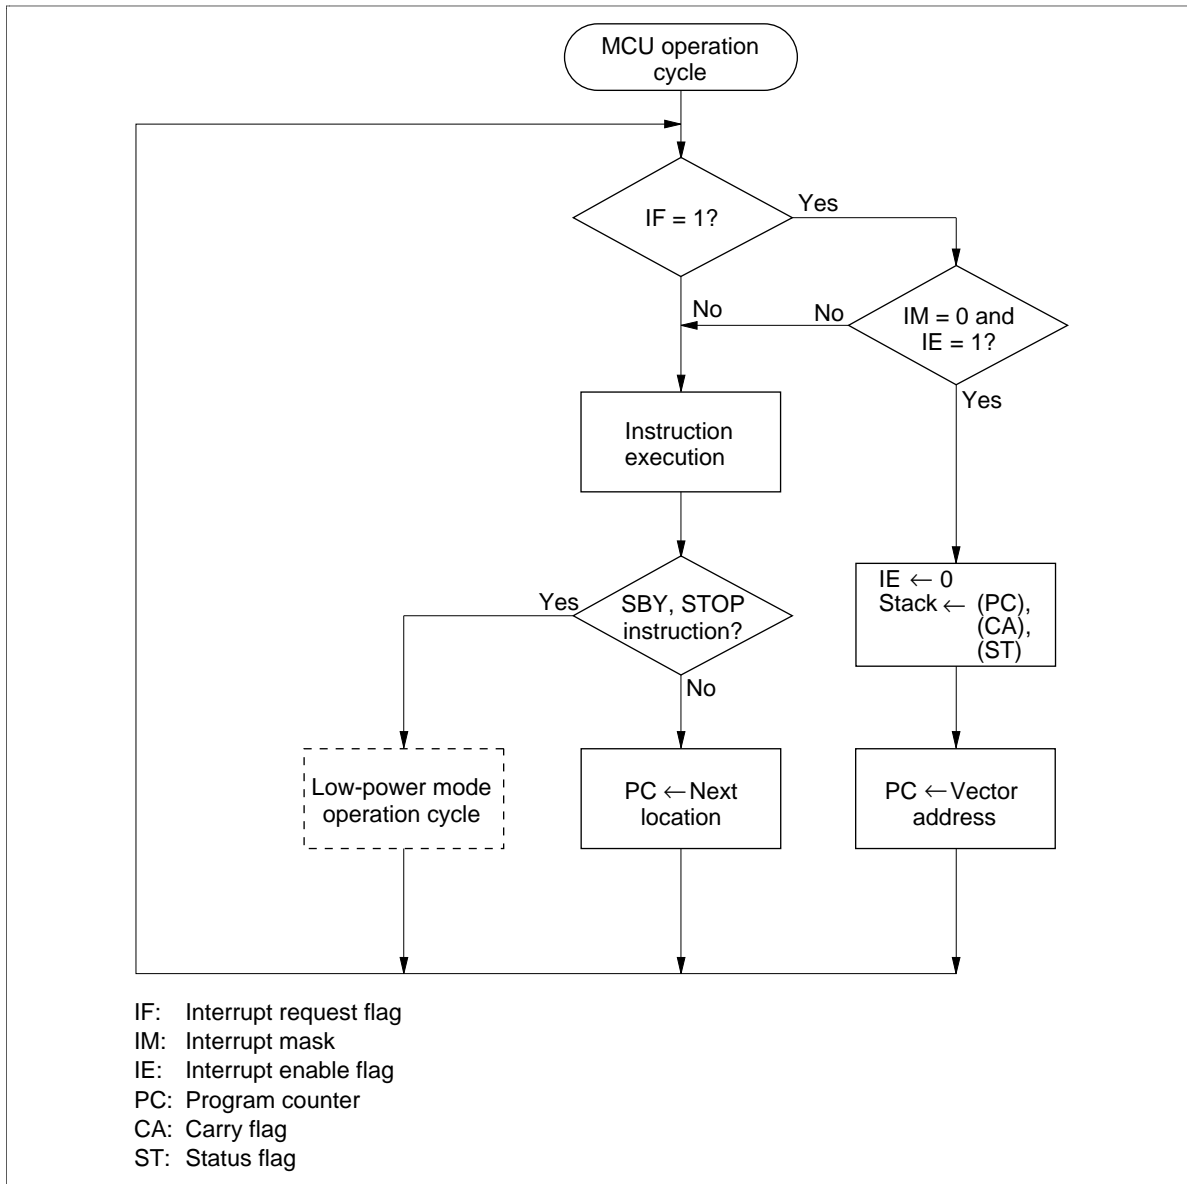 MCU operation
cycle
IF = 1?
Yes
No
No
IM = 0 and
IE = 1?
Yes
Instruction
execution
IE ← 0
Stack ← (PC),
(CA),
(ST)
Yes
SBY, STOP
instruction?
No
Low-power mode
operation cycle
PC ← Next
location
PC ← Vector
address
IF: Interrupt request flag
IM: Interrupt mask
IE: Interrupt enable flag
PC: Program counter
CA: Carry flag
ST: Status flag